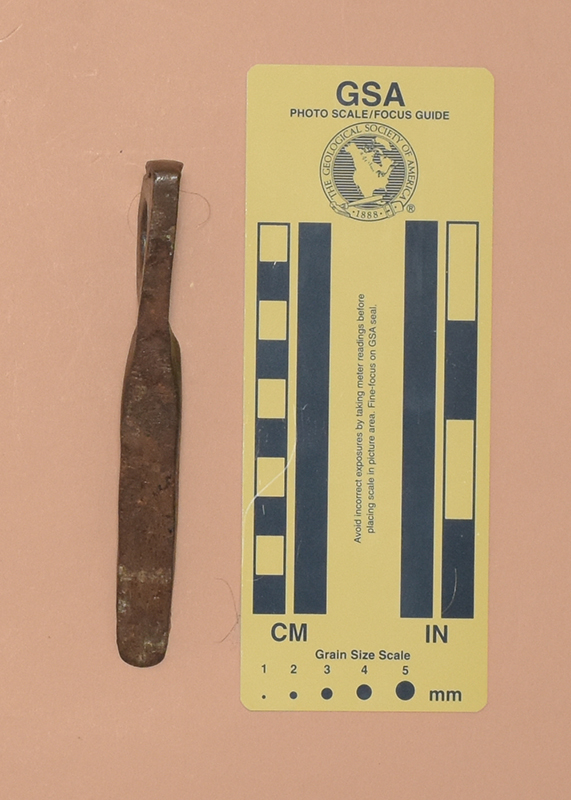 GSA
PHOTO SCALE/FOCUS GUIDE
THE GEOLOGICAL SOCIETY OF AMERICA
·1888·
®
Avoid incorrect exposures by taking meter readings before
placing scale in picture area. Fine-focus on GSA seal.
CM
IN
Grain Size Scale
1 2 3 4 5
mm